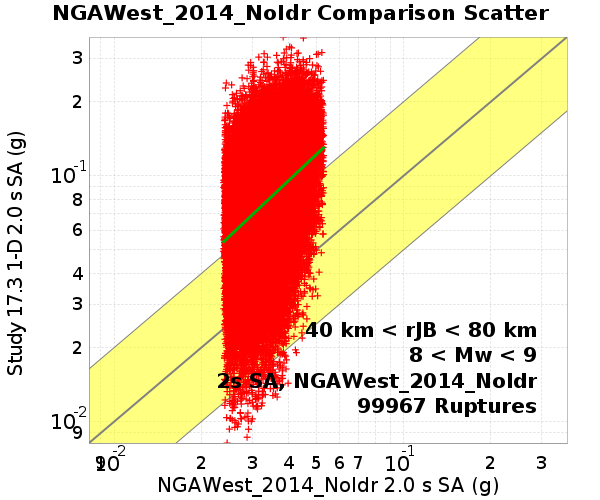 NGAWest_2014_NoIdr Comparison Scatter
Study 17.3 1-D 2.0 s SA (g)
3
2
10-1
8
6
4
3
2
10-2
9
40 km < rJB < 80 km
8 < Mw < 9
2s SA, NGAWest_2014_NoIdr
99967 Ruptures
9 10-2 2 3 4 5 6 7 10-1 2 3
NGAWest_2014_NoIdr 2.0 s SA (g)